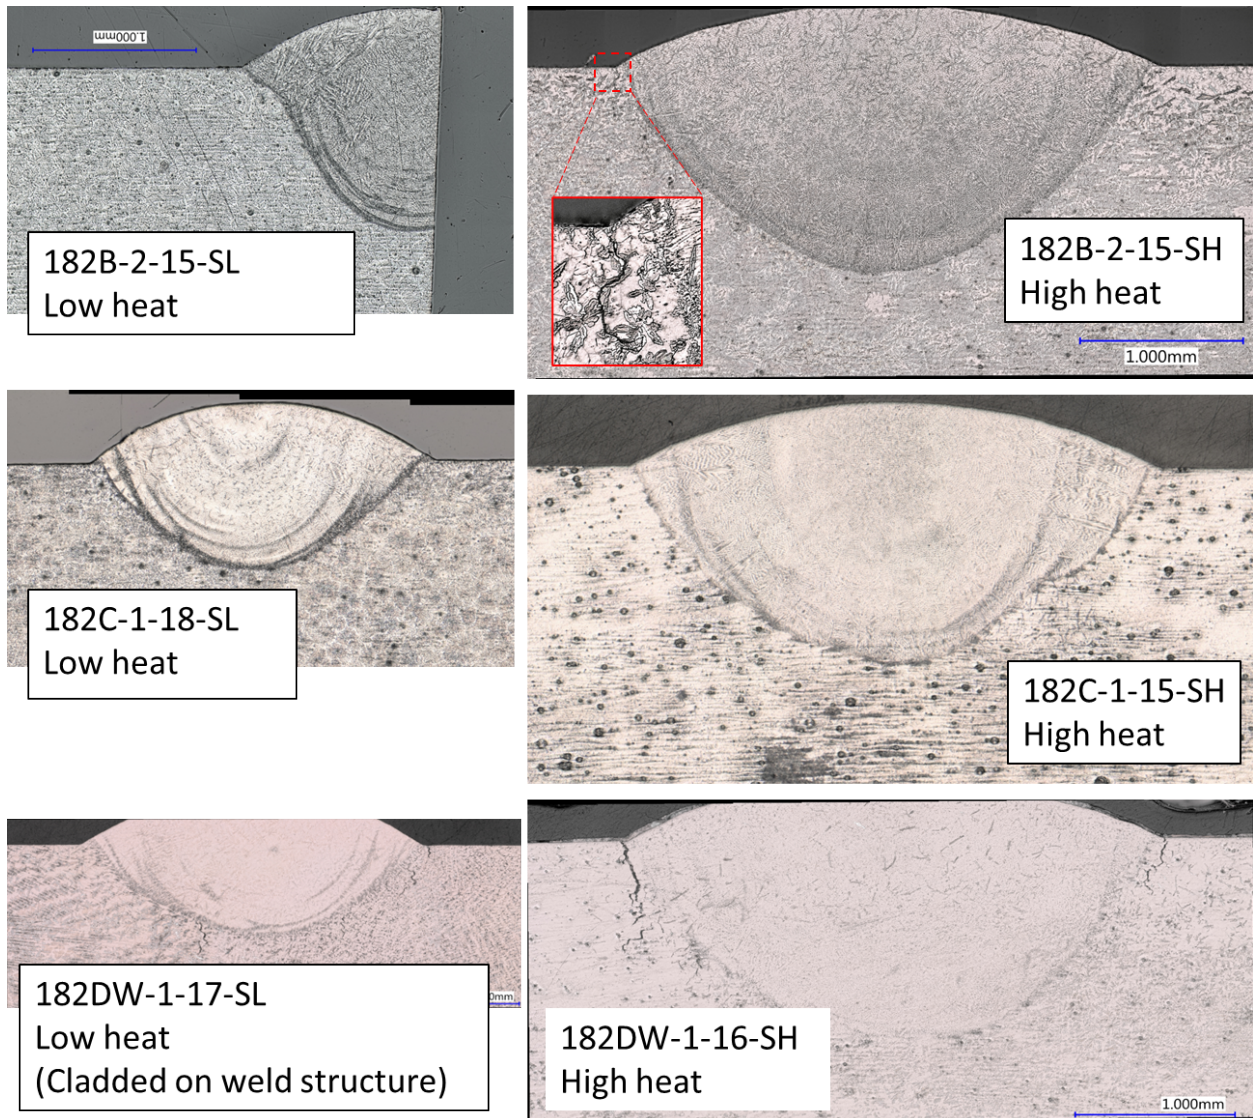 1.000mm
182B-2-15-SL
Low heat
182B-2-15-SH
High heat
1.000mm
182C-1-18-SL
Low heat
182C-1-15-SH
High heat
0mm
182DW-1-17-SL
Low heat
(Cladded on weld structure)
182DW-1-16-SH
High heat
1.000mm